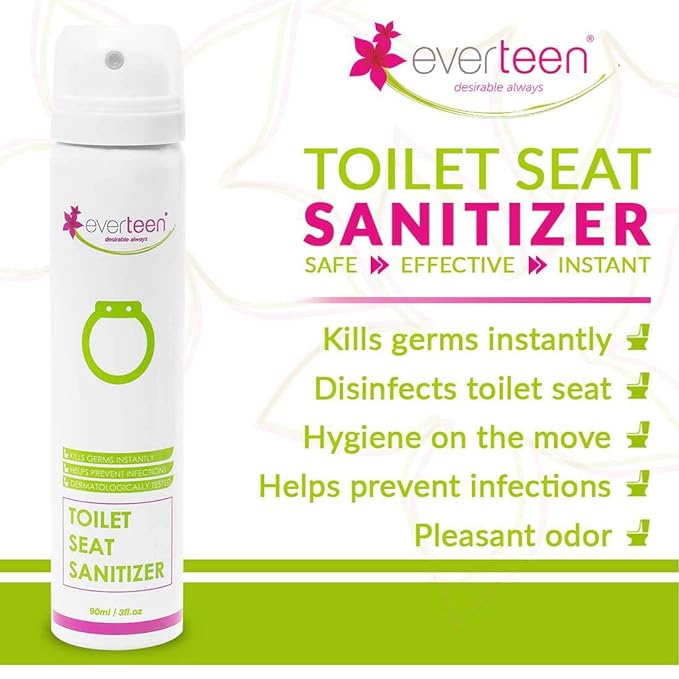 everteen®
desirable always
TOILET SEAT
SANITIZER
SAFE EFFECTIVE INSTANT
Kills germs instantly
Disinfects toilet seat
Hygiene on the move
Helps prevent infections
Pleasant odor
everteen®
desirable always
KILLS GERMS INSTANTLY
HELPS PREVENT INFECTIONS
DERMATOLOGICALLY TESTED
TOILET
SEAT
SANITIZER
90ml / 3fl.oz